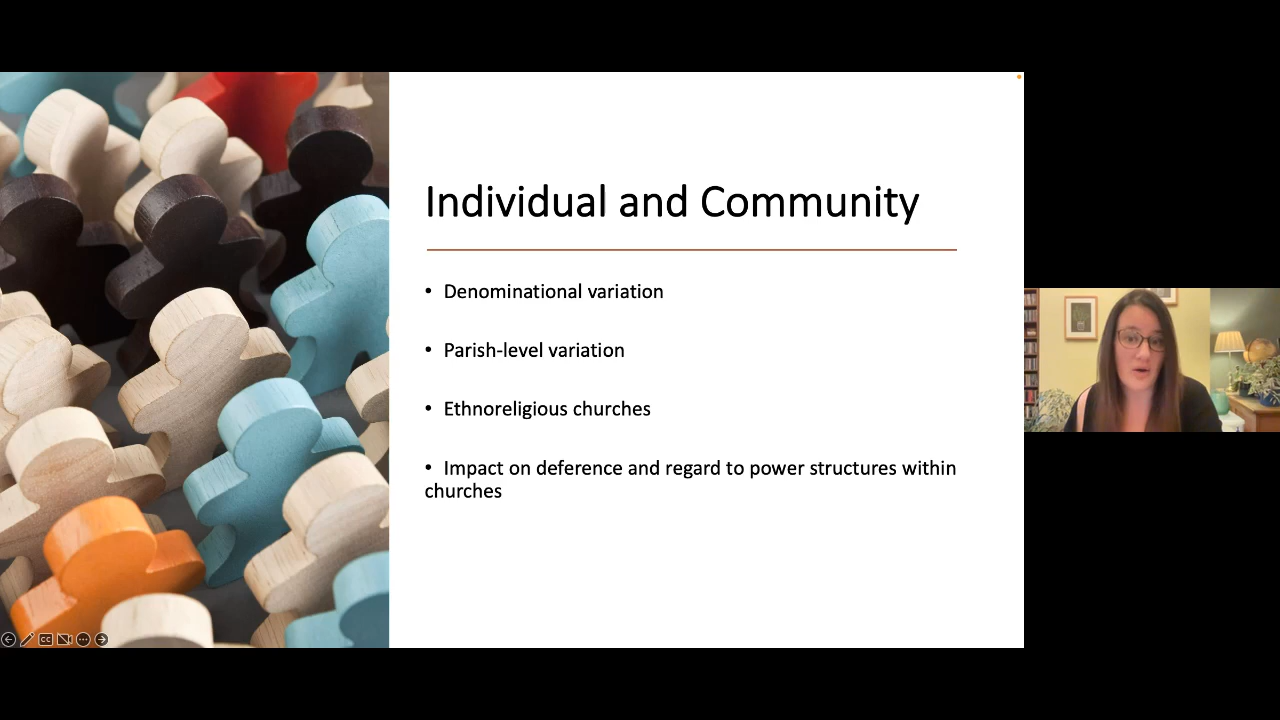 Individual and Community
• Denominational variation
• Parish-level variation
• Ethnoreligious churches
• Impact on deference and regard to power structures within
churches
CC